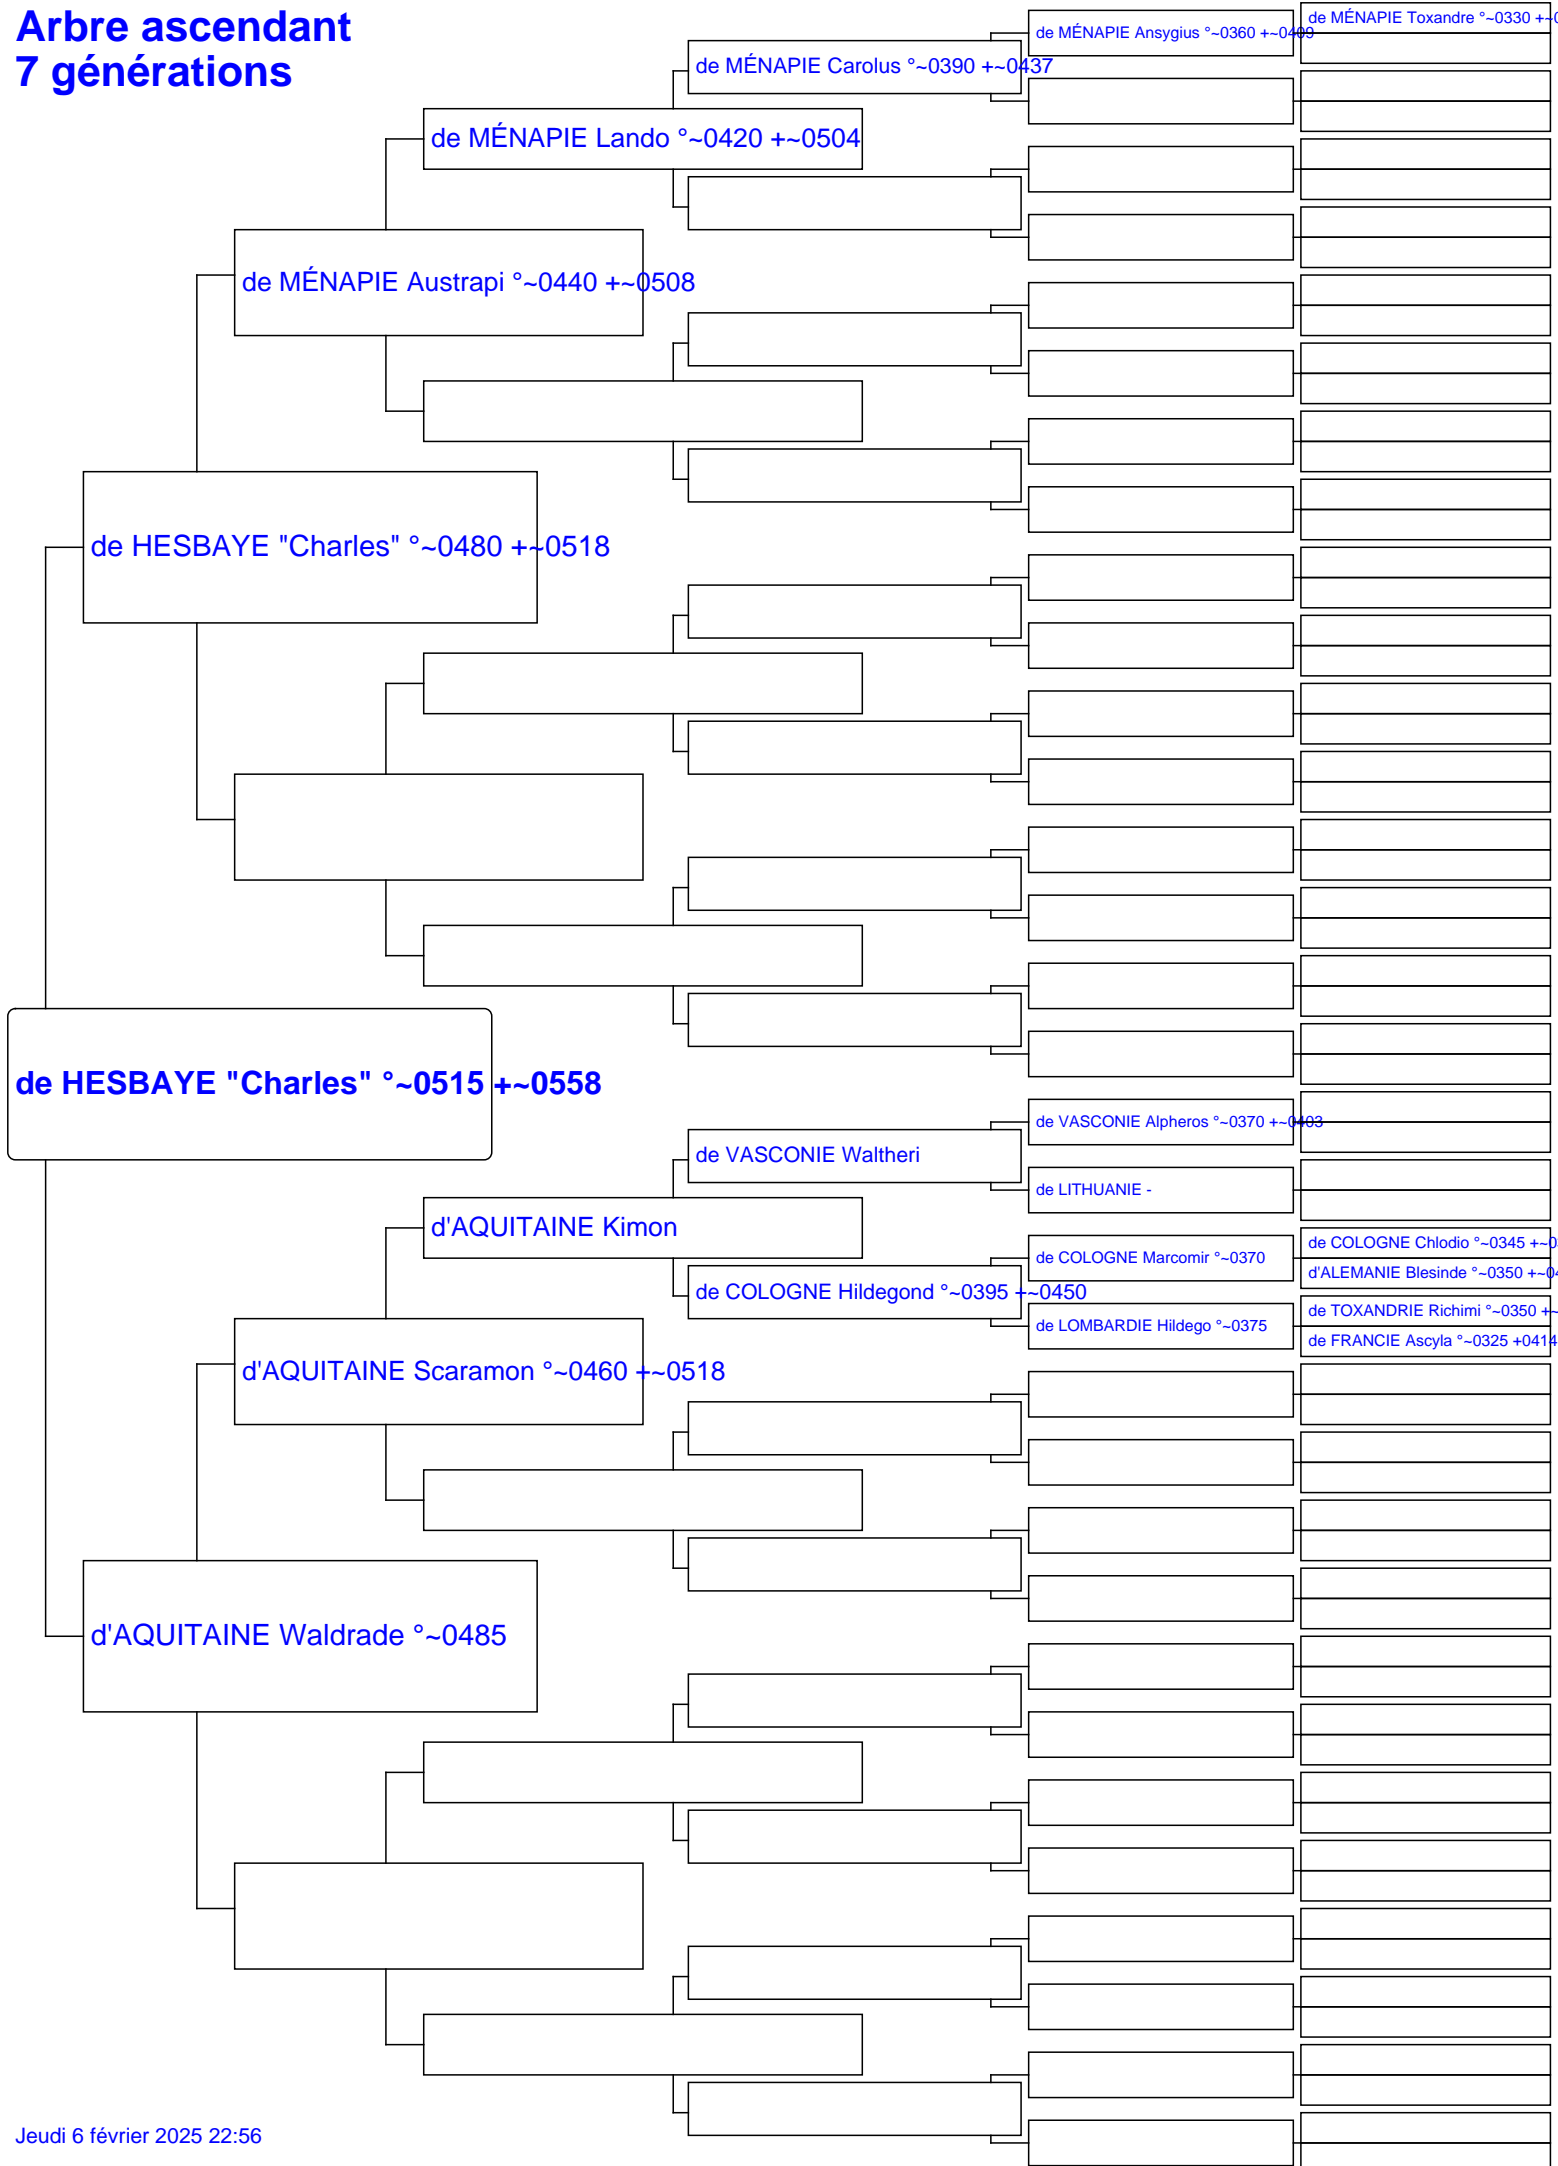 Arbre ascendant
7 générations
de MÉNAPIE Toxandre °~0330
de MÉNAPIE Ansygius °~0360 +~0409
de MÉNAPIE Carolus °~0390 +~0437
de MÉNAPIE Lando °~0420 +~0504
de MÉNAPIE Austrapi °~0440 +~0508
de HESBAYE "Charles" °~0480 +~0518
de HESBAYE "Charles" °~0515 +~0558
de VASCONIE Alpheros °~0370 +~0403
de VASCONIE Waltheri
de LITHUANIE -
d'AQUITAINE Kimon
de COLOGNE Chlodio °~0345
de COLOGNE Marcomir °~0370
d'ALEMANIE Blesinde °~0350
de COLOGNE Hildegond °~0395 +~0450
de TOXANDRIE Richimi °~0350
de LOMBARDIE Hildego °~0375
de FRANCIE Ascyla °~0325 +0414
d'AQUITAINE Scaramon °~0460 +~0518
d'AQUITAINE Waldrade °~0485
Jeudi 6 février 2025 22:56